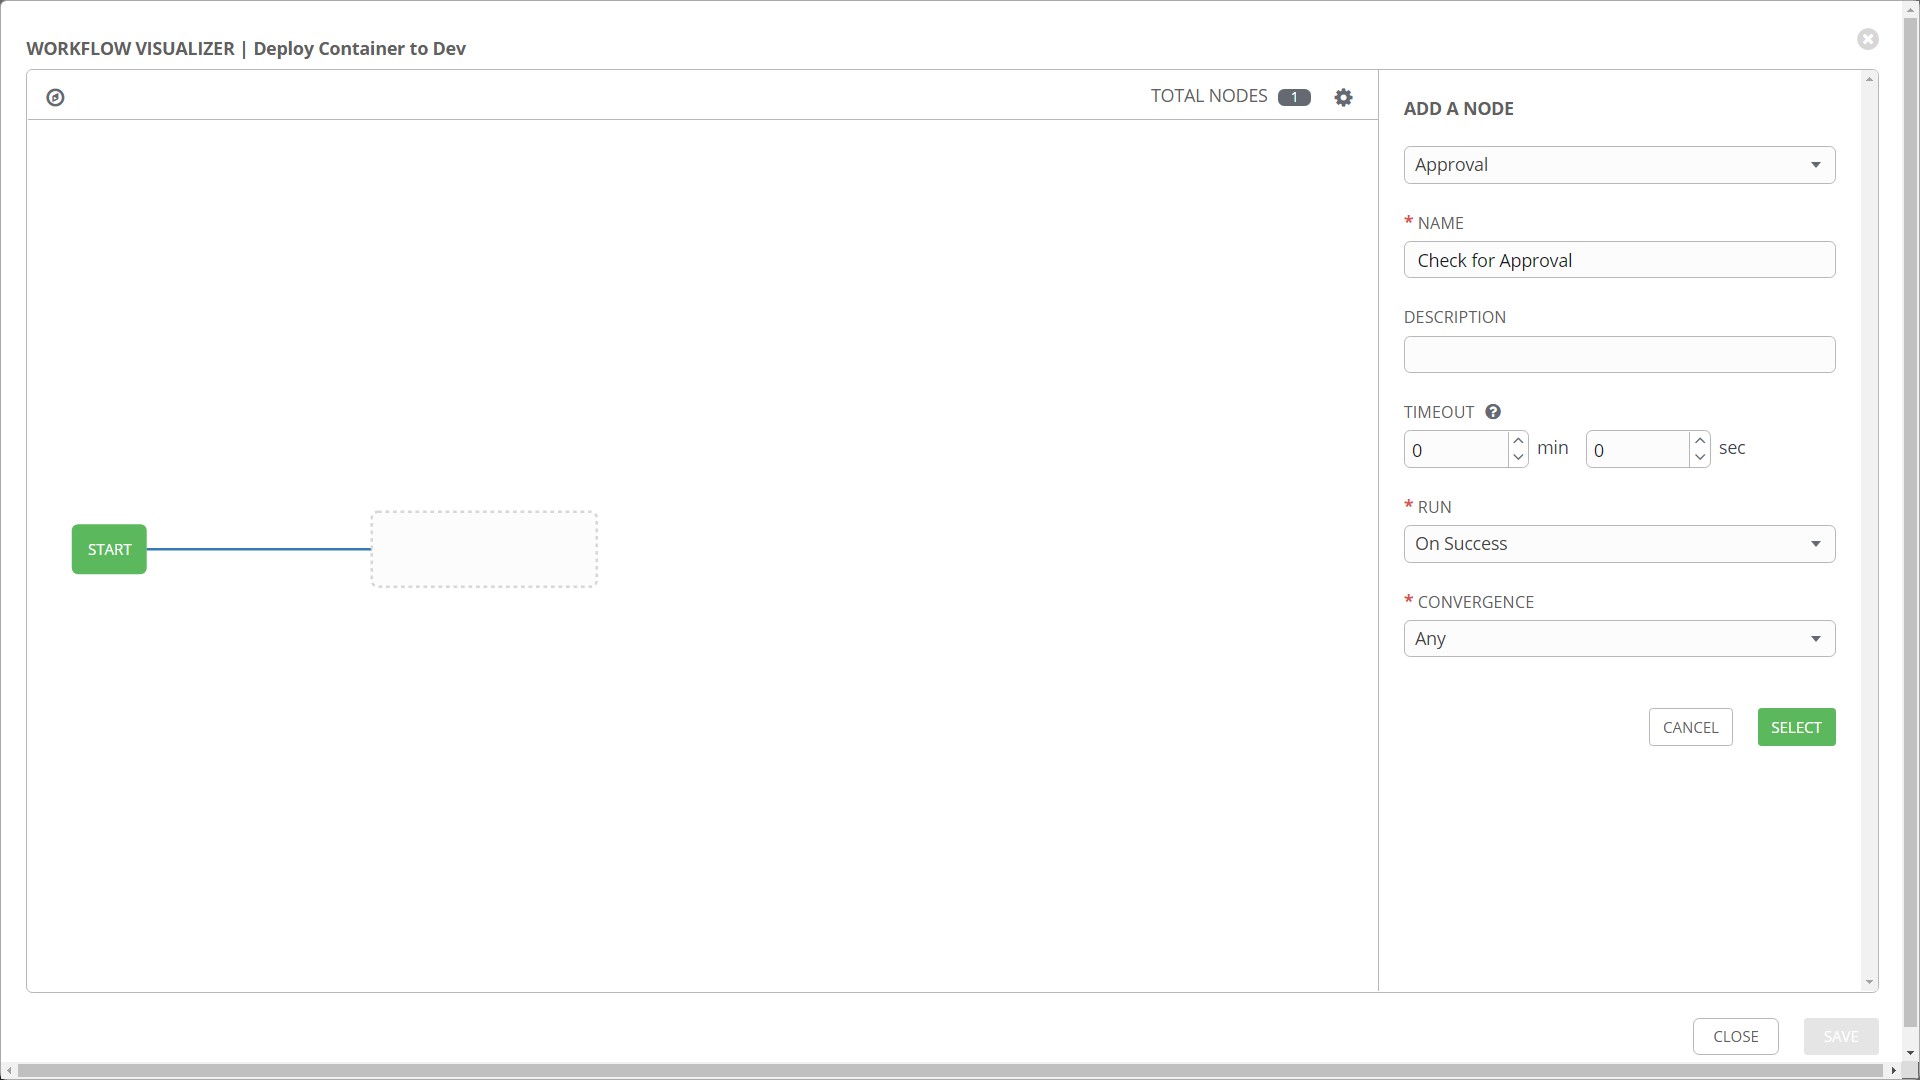 WORKFLOW VISUALIZER | Deploy Container to Dev
TOTAL NODES 1
START
ADD A NODE
Approval
* NAME
Check for Approval
DESCRIPTION
TIMEOUT ?
0 min 0 sec
* RUN
On Success
* CONVERGENCE
Any
CANCEL SELECT
CLOSE SAVE